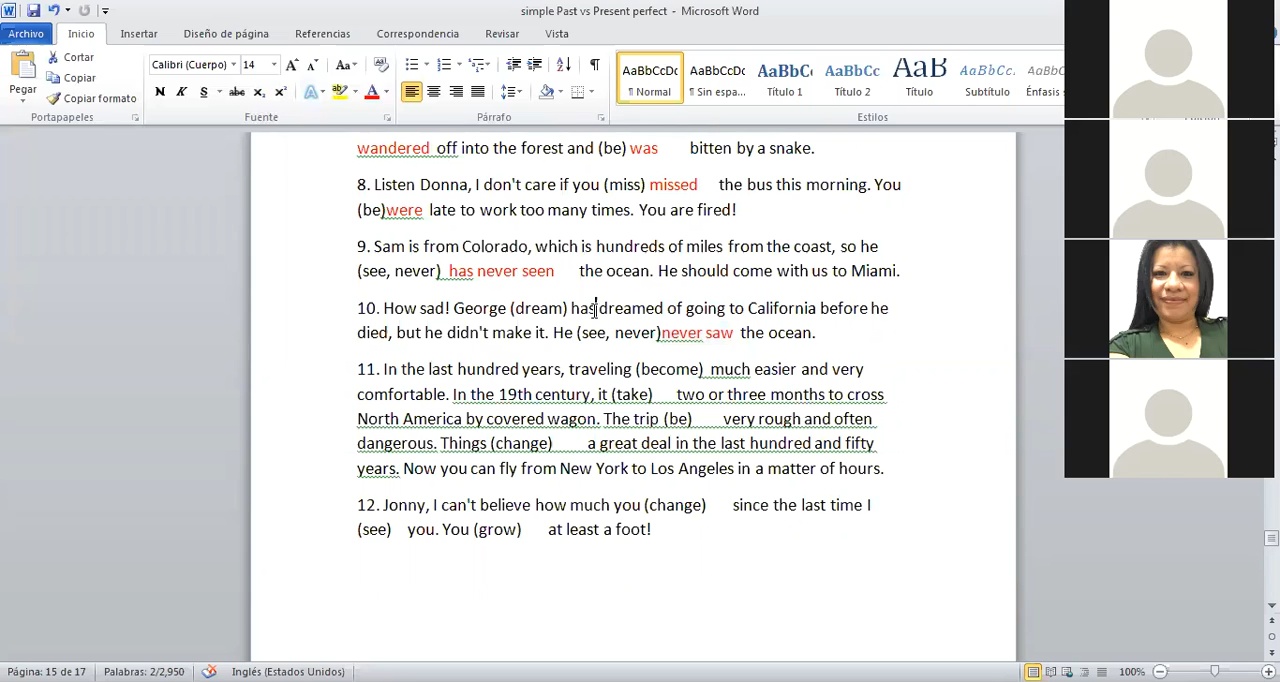 simple Past vs Present perfect - Microsoft Word
Archivo Inicio Insertar Diseño de página Referencias Correspondencia Revisar Vista
Pegar
Cortar
Copiar
Copiar formato
Portapapeles
Calibri (Cuerpo) 14
N K S abc x₂ x² A
Fuente
Párrafo
AaBbCcDc AaBbCcDc AaBbC AaBbCc AaB AaBbCc. AaBbC
¶ Normal ¶ Sin espa... Título 1 Título 2 Título Subtítulo Énfasis
Estilos
wandered off into the forest and (be) was bitten by a snake.
8. Listen Donna, I don't care if you (miss) missed the bus this morning. You
(be)were late to work too many times. You are fired!
9. Sam is from Colorado, which is hundreds of miles from the coast, so he
(see, never) has never seen the ocean. He should come with us to Miami.
10. How sad! George (dream) has dreamed of going to California before he
died, but he didn't make it. He (see, never)never saw the ocean.
11. In the last hundred years, traveling (become) much easier and very
comfortable. In the 19th century, it (take) two or three months to cross
North America by covered wagon. The trip (be) very rough and often
dangerous. Things (change) a great deal in the last hundred and fifty
years. Now you can fly from New York to Los Angeles in a matter of hours.
12. Jonny, I can't believe how much you (change) since the last time I
(see) you. You (grow) at least a foot!
Página: 15 de 17 Palabras: 2/2,950 Inglés (Estados Unidos) 100%